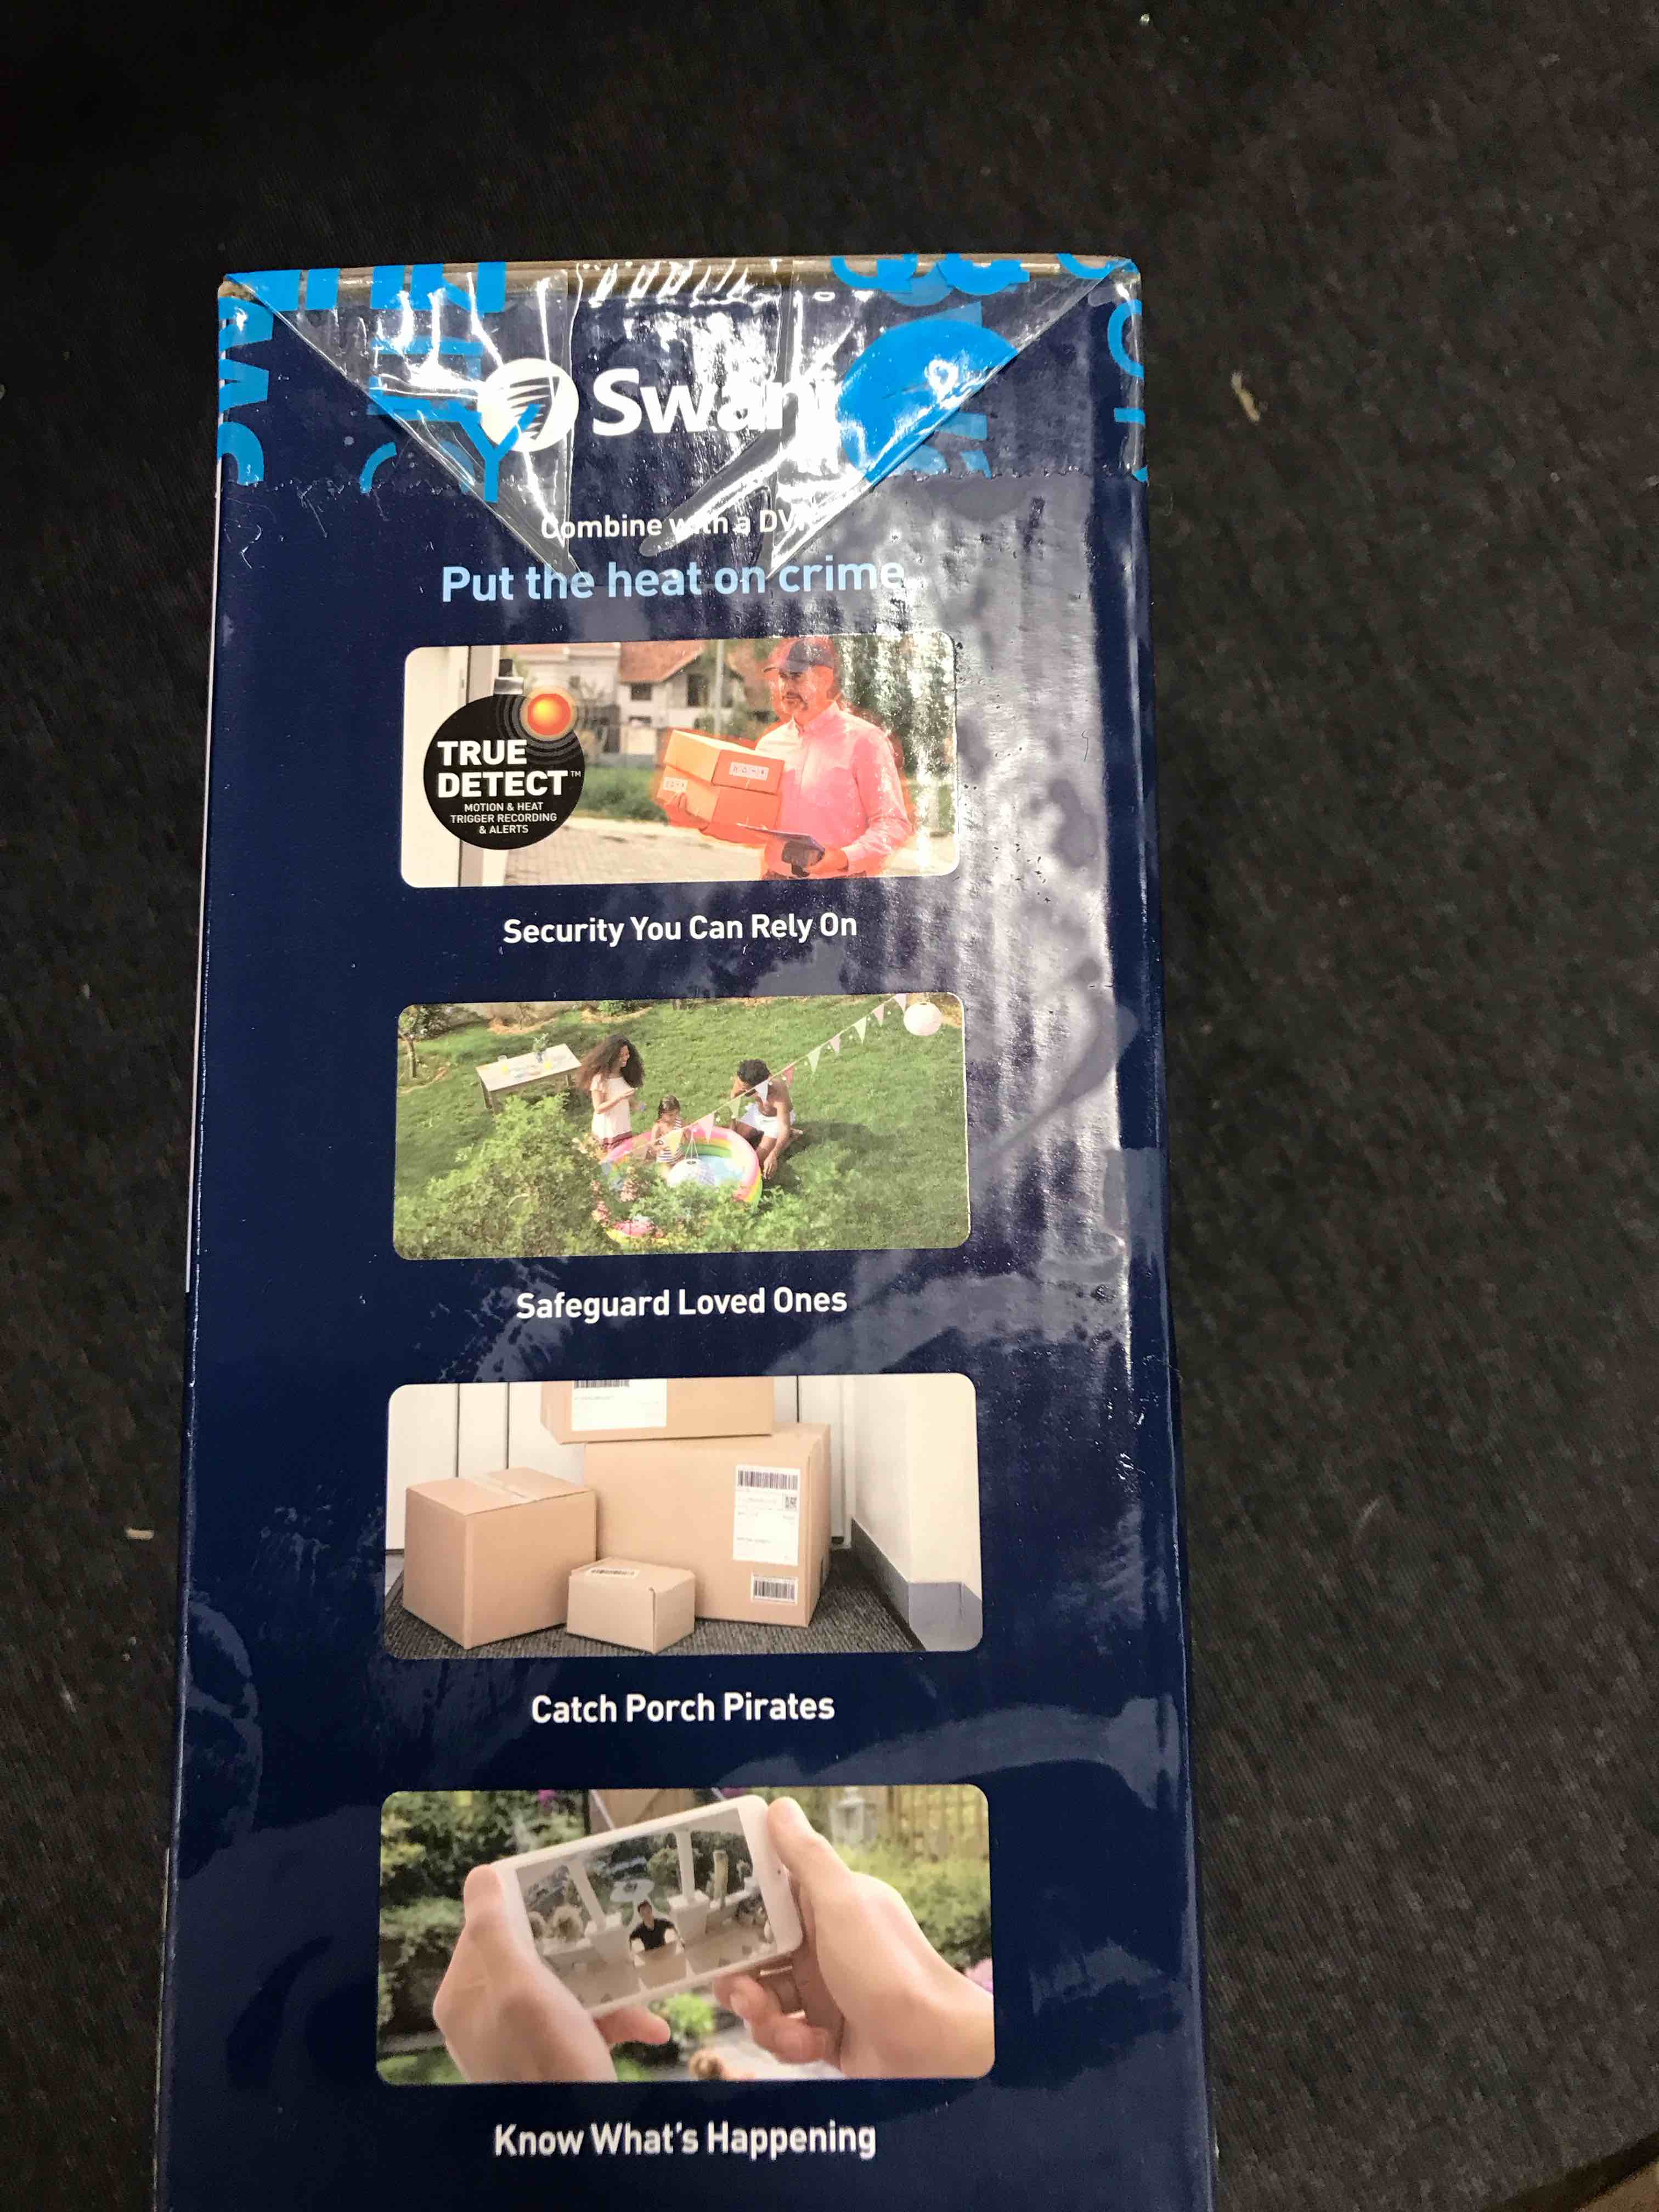 Swann
Combine with a DVR
Put the heat on crime
TRUE
DETECT™
MOTION & HEAT
TRIGGER RECORDING
& ALERTS
Security You Can Rely On
Safeguard Loved Ones
Catch Porch Pirates
Know What's Happening